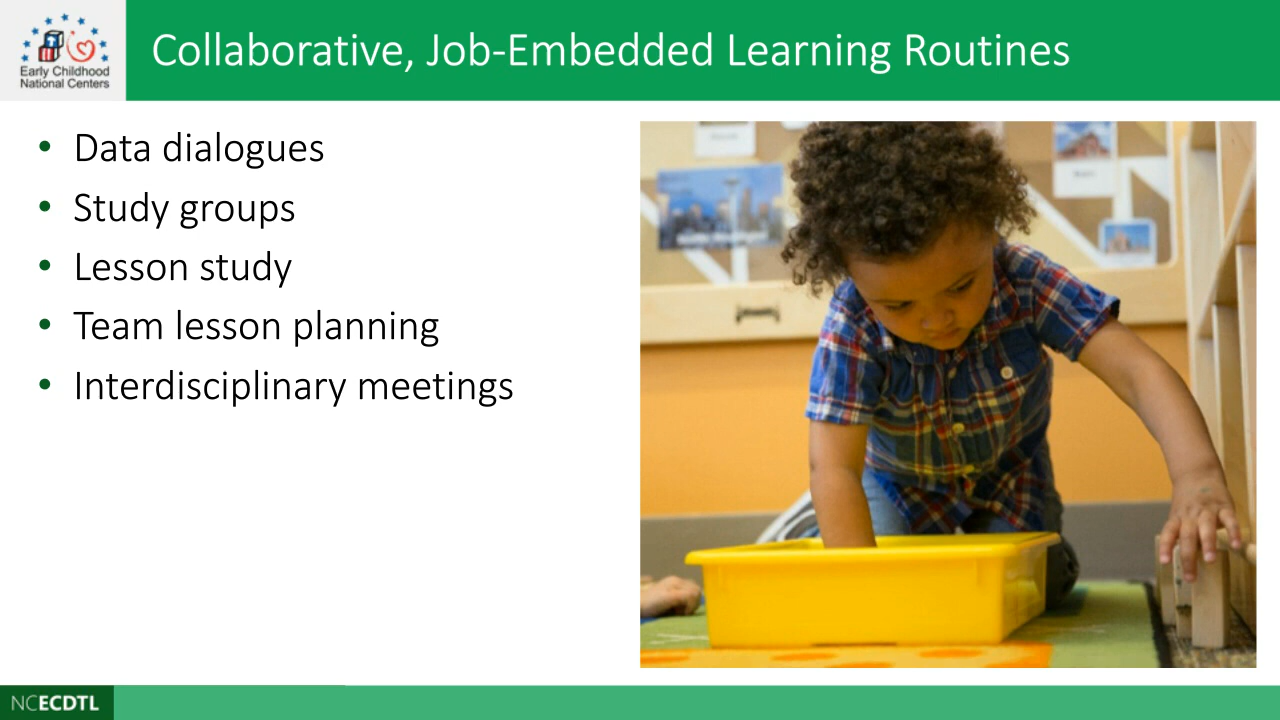 Early Childhood
National Centers
Collaborative, Job-Embedded Learning Routines
• Data dialogues
• Study groups
• Lesson study
• Team lesson planning
• Interdisciplinary meetings
NCECDTL